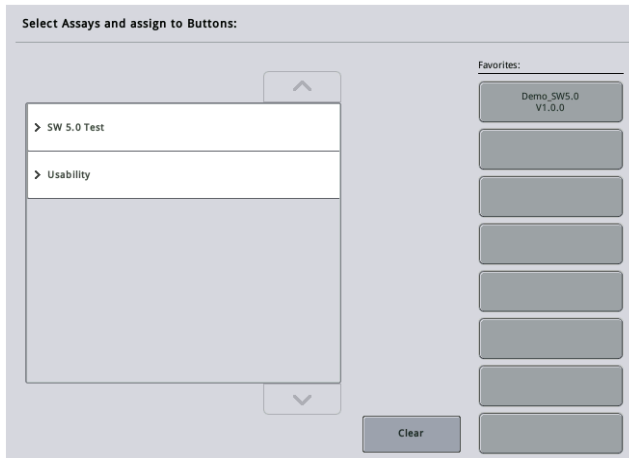 Select Assays and assign to Buttons:
Favorites:
SW 5.0 Test
Usability
Demo_SW5.0
V1.0.0
Clear